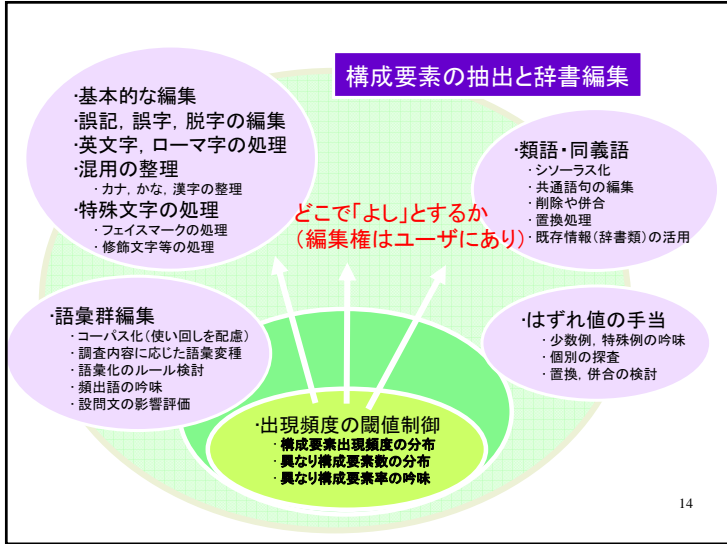 構成要素の抽出と辞書編集
・基本的な編集
・誤記，誤字，脱字の編集
・英文字，ローマ字の処理
・混用の整理
・カナ，かな，漢字の整理
・特殊文字の処理
・フェイスマークの処理
・修飾文字等の処理
・類語・同義語
・シソーラス化
・共通語句の編集
・削除や併合
・置換処理
・既存情報（辞書類）の活用
どこで「よし」とするか
（編集権はユーザにあり）
・語彙群編集
・コーパス化（使い回しを配慮）
・調査内容に応じた語彙変種
・語彙化のルール検討
・頻出語の吟味
・設問文の影響評価
・はずれ値の手当
・少数例，特殊例の吟味
・個別の探査
・置換，併合の検討
・出現頻度の閾値制御
・構成要素出現頻度の分布
・異なり構成要素数の分布
・異なり構成要素率の吟味
14